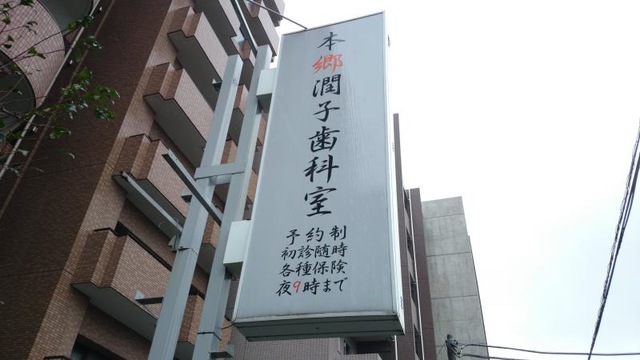 本郷潤子歯科室
予約制
初診随時
各種保険
夜9時まで